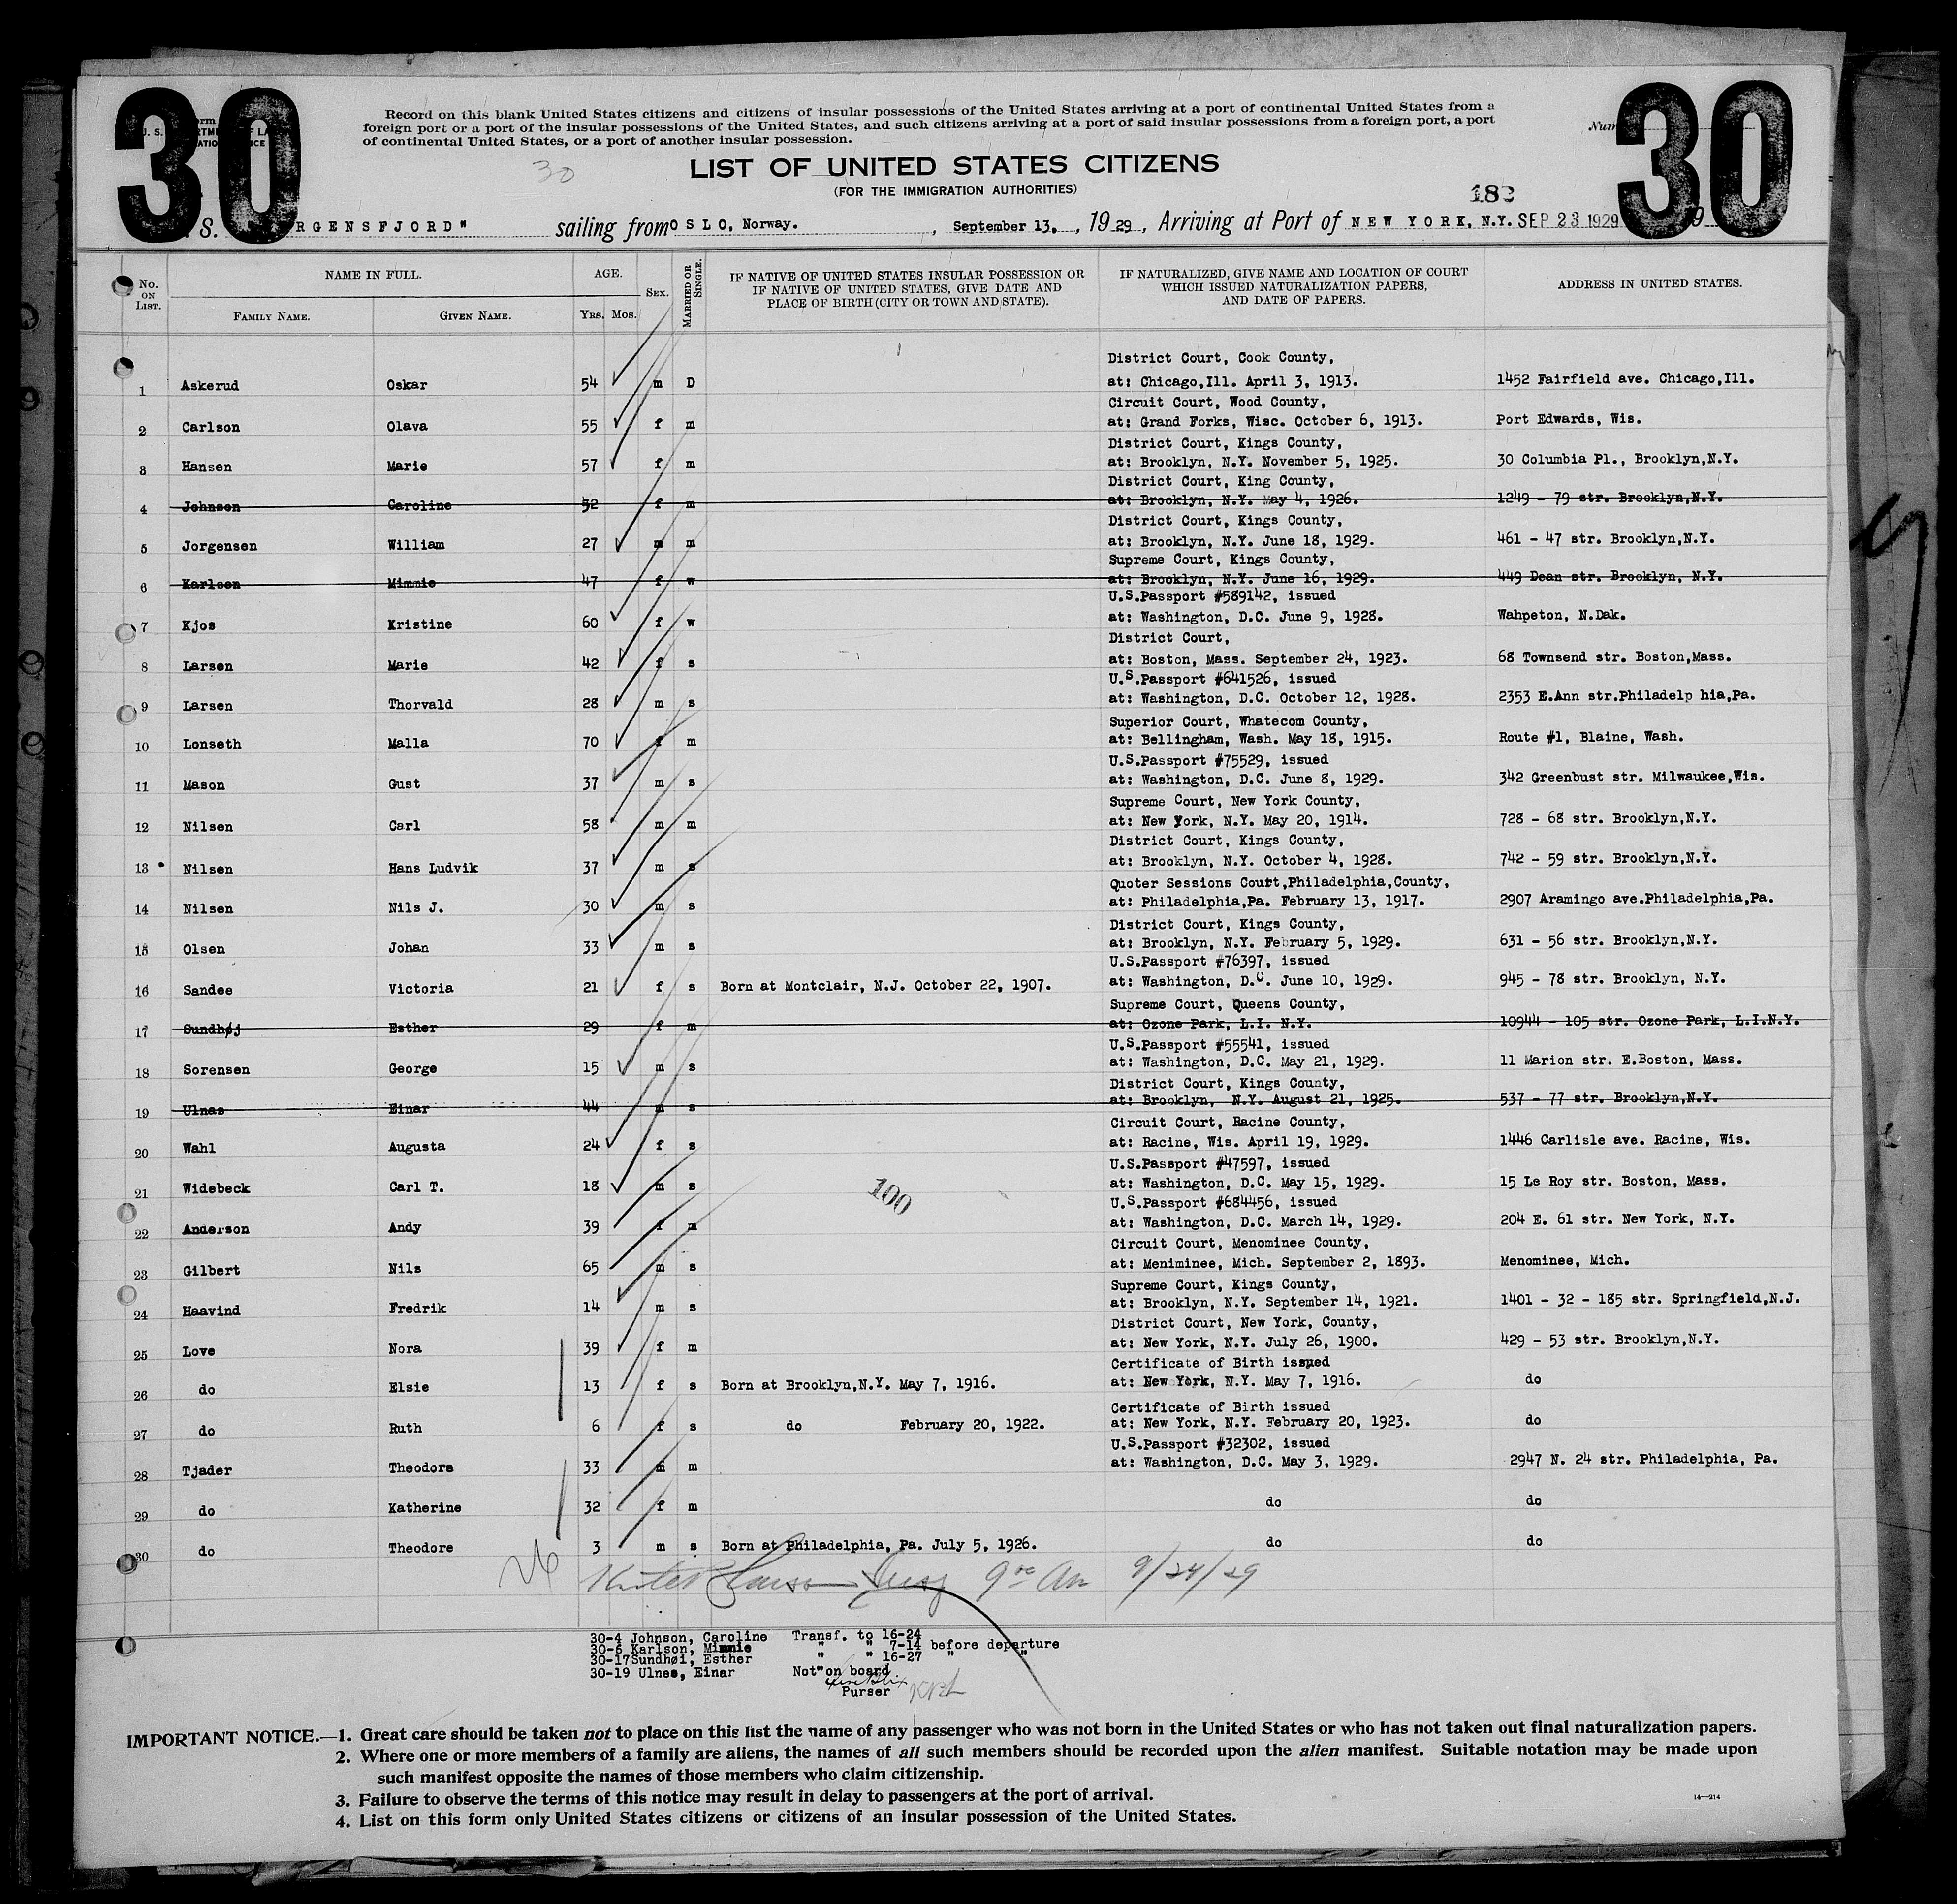 30
30
Record on this blank United States citizens and citizens of insular possessions of the United States arriving at a port of continental United States from a
foreign port or a port of the insular possessions of the United States, and such citizens arriving at a port of said insular possessions from a foreign port, a port
of continental United States, or a port of another insular possession.
30
LIST OF UNITED STATES CITIZENS
(FOR THE IMMIGRATION AUTHORITIES)
182
S. RGENSFJORD" sailing from OSLO, Norway. , September 13, , 1929, Arriving at Port of NEW YORK, N.Y. SEP 23 1929
No. ON LIST. NAME IN FULL. AGE. SEX. MARRIED OR SINGLE. IF NATIVE OF UNITED STATES INSULAR POSSESSION OR IF NATIVE OF UNITED STATES, GIVE DATE AND PLACE OF BIRTH (CITY OR TOWN AND STATE). IF NATURALIZED, GIVE NAME AND LOCATION OF COURT WHICH ISSUED NATURALIZATION PAPERS, AND DATE OF PAPERS. ADDRESS IN UNITED STATES.
FAMILY NAME. GIVEN NAME. YRS. MOS.
District Court, Cook County,
1 Askerud Oskar 54 m D at: Chicago,Ill. April 3, 1913. 1452 Fairfield ave. Chicago,Ill.
Circuit Court, Wood County,
2 Carlson Olava 55 f m at: Grand Forks, Wisc. October 6, 1913. Port Edwards, Wis.
District Court, Kings County,
3 Hansen Marie 57 f m at: Brooklyn, N.Y. November 5, 1925. 30 Columbia Pl., Brooklyn,N.Y.
District Court, King County,
4 Johnson Caroline 52 f m at: Brooklyn, N.Y. May 4, 1926. 1249 - 79 str. Brooklyn,N.Y.
District Court, Kings County,
5 Jorgensen William 27 m m at: Brooklyn, N.Y. June 18, 1929. 461 - 47 str. Brooklyn,N.Y.
Supreme Court, Kings County,
6 Karlson Mimmie 47 f w at: Brooklyn, N.Y. June 16, 1929. 449 Dean str. Brooklyn, N.Y.
U.S.Passport #589142, issued
7 Kjos Kristine 60 f w at: Washington, D.C. June 9, 1928. Wahpeton, N.Dak.
District Court,
8 Larsen Marie 42 f s at: Boston, Mass. September 24, 1923. 68 Townsend str. Boston,Mass.
U.S.Passport #641526, issued
9 Larsen Thorvald 28 m s at: Washington, D.C. October 12, 1928. 2353 E.Ann str.Philadelp hia,Pa.
Superior Court, Whatecom County,
10 Lonseth Malla 70 f m at: Bellingham, Wash. May 18, 1915. Route #1, Blaine, Wash.
U.S.Passport #75529, issued
11 Mason Gust 37 m s at: Washington, D.C. June 8, 1929. 342 Greenbust str. Milwaukee,Wis.
Supreme Court, New York County,
12 Nilsen Carl 58 m m at: New York, N.Y. May 20, 1914. 728 - 68 str. Brooklyn,N.Y.
District Court, Kings County,
13 Nilsen Hans Ludvik 37 m s at: Brooklyn, N.Y. October 4, 1928. 742 - 59 str. Brooklyn,N.Y.
Quoter Sessions Court,Philadelphia,County,
14 Nilsen Nils J. 30 m s at: Philadelphia,Pa. February 13, 1917. 2907 Aramingo ave.Philadelphia,Pa.
District Court, Kings County,
15 Olsen Johan 33 m s at: Brooklyn, N.Y. February 5, 1929. 631 - 56 str. Brooklyn,N.Y.
U.S.Passport #76397, issued
16 Sandee Victoria 21 f s Born at Montclair, N.J. October 22, 1907. at: Washington, D.C. June 10, 1929. 945 - 78 str. Brooklyn, N.Y.
Supreme Court, Queens County,
17 Sundhøj Esther 29 f m at: Ozone Park, L.I. N.Y. 10944 - 105 str. Ozone Park, L.I.N.Y.
U.S.Passport #55541, issued
18 Sorensen George 15 m s at: Washington, D.C. May 21, 1929. 11 Marion str. E.Boston, Mass.
District Court, Kings County,
19 Ulnas Einar 44 m s at: Brooklyn, N.Y. August 21, 1925. 537 - 77 str. Brooklyn,N.Y.
Circuit Court, Racine County,
20 Wahl Augusta 24 f s at: Racine, Wis. April 19, 1929. 1446 Carlisle ave. Racine, Wis.
U.S.Passport #47597, issued
21 Widebeck Carl T. 18 m s 100 at: Washington, D.C. May 15, 1929. 15 Le Roy str. Boston, Mass.
U.S.Passport #684456, issued
22 Anderson Andy 39 f m at: Washington, D.C. March 14, 1929. 204 E. 61 str. New York, N.Y.
Circuit Court, Menominee County,
23 Gilbert Nils 65 m s at: Meniminee, Mich. September 2, 1893. Menominee, Mich.
Supreme Court, Kings County,
24 Haavind Fredrik 14 m s at: Brooklyn, N.Y. September 14, 1921. 1401 - 32 - 185 str. Springfield,N.J.
District Court, New York, County,
25 Love Nora 39 f m at: New York, N.Y. July 26, 1900. 429 - 53 str. Brooklyn,N.Y.
Certificate of Birth issued
26 do Elsie 13 f s Born at Brooklyn,N.Y. May 7, 1916. at: New York, N.Y. May 7, 1916. do
Certificate of Birth issued
27 do Ruth 6 f s do February 20, 1922. at: New York, N.Y. February 20, 1923. do
U.S.Passport #32302, issued
28 Tjader Theodore 33 m m at: Washington, D.C. May 3, 1929. 2947 N. 24 str. Philadelphia, Pa.
29 do Katherine 32 f m do do
30 do Theodore 3 m s Born at Philadelphia, Pa. July 5, 1926. do do
26 9 00 Am 9/24/29
30-4 Johnson, Caroline Transf. to 16-24
30-6 Karlson, Minnie " " 7-14 before departure
30-17Sundhøi, Esther " " 16-27 " "
30-19 Ulnes, Einar Not on board
Purser
IMPORTANT NOTICE.—1. Great care should be taken not to place on this list the name of any passenger who was not born in the United States or who has not taken out final naturalization papers.
2. Where one or more members of a family are aliens, the names of all such members should be recorded upon the alien manifest. Suitable notation may be made upon
such manifest opposite the names of those members who claim citizenship.
3. Failure to observe the terms of this notice may result in delay to passengers at the port of arrival.
4. List on this form only United States citizens or citizens of an insular possession of the United States.
14—214